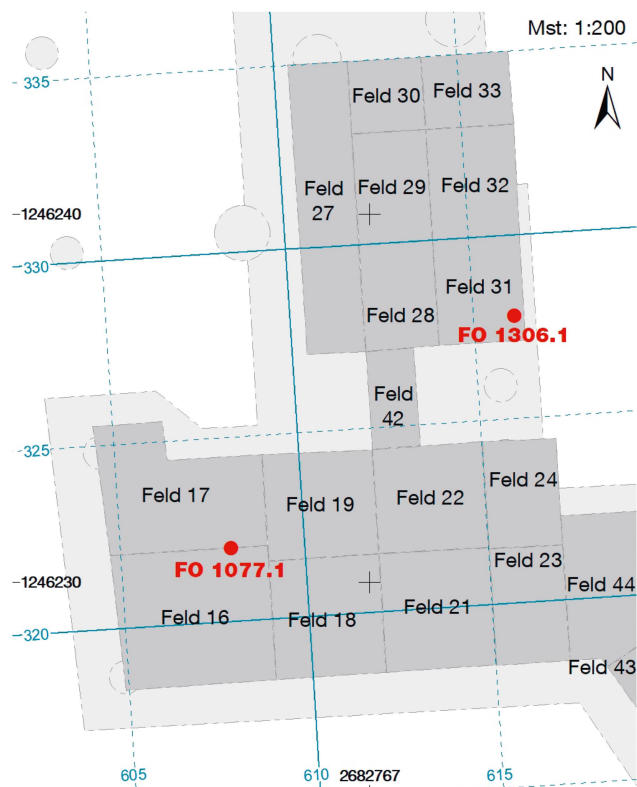 Mst: 1:200
N
335
Feld 30
Feld 33
Feld
27
Feld 29
Feld 32
1246240
330
Feld 31
Feld 28
FO 1306.1
Feld
42
325
Feld 17
Feld 19
Feld 22
Feld 24
FO 1077.1
Feld 23
1246230
Feld 44
Feld 16
Feld 18
Feld 21
320
Feld 43
605
610
2682767
615